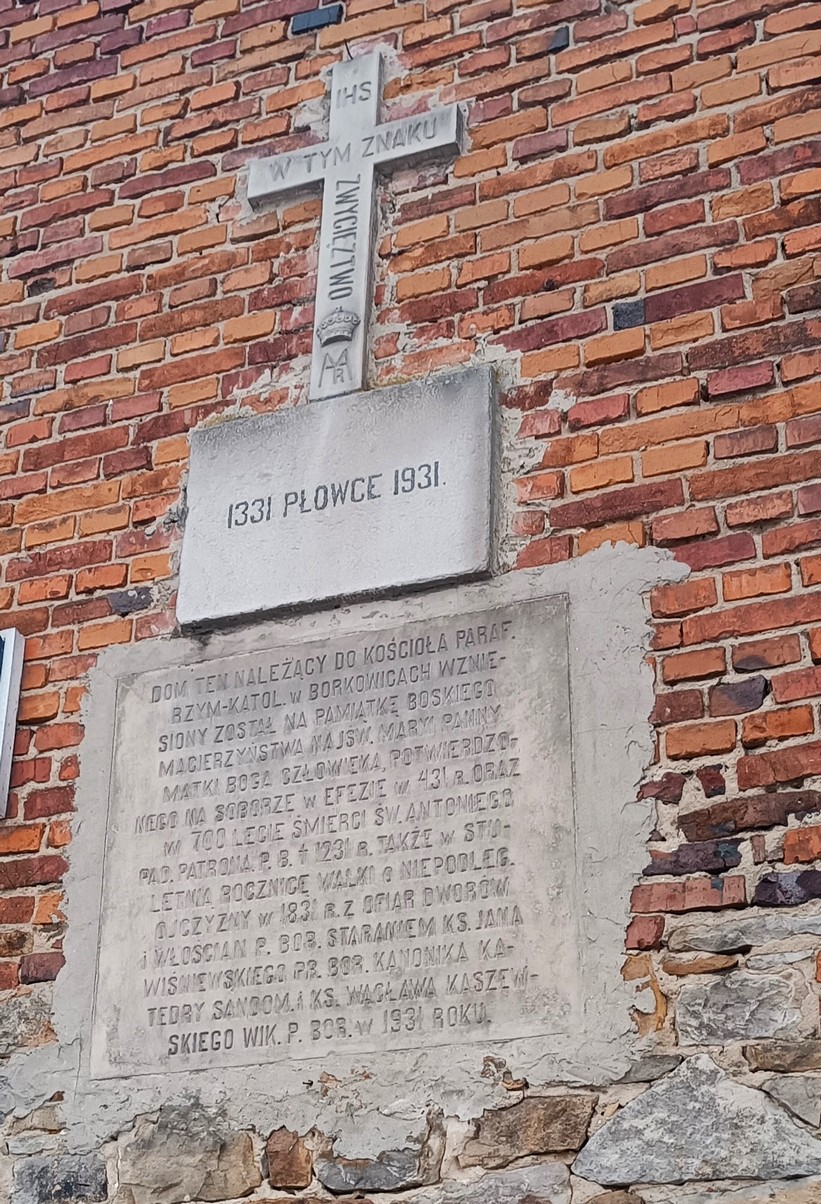 IHS
W TYM ZNAKU
ZWYCIĘZTWO
MR
1331 PŁOWCE 1931.
DOM TEN NALEŻĄCY DO KOŚCIOŁA PARAF.
RZYM-KATOL. W BORKOWICACH WZNIE-
SIONY ZOSTAŁ NA PAMIĄTKĘ BOSKIEGO
MACIERZYŃSTWA NAJŚW. MARYI PANNY
MATKI BOGA CZŁOWIEKA, POTWIERDZO-
NEGO NA SOBORZE W EFEZIE W 431 R. ORAZ
W 700 LECIE ŚMIERCI ŚW. ANTONIEGO
PAD. PATRONA. P. B. † 1231 R. TAKŻE W STU-
LETNIA ROCZNICĘ WALKI O NIEPODLEG.
OJCZYZNY W 1831 R. Z OFIAR DWORÓW
I WŁOŚCIAN P. BOR. STARANIEM KS. JANA
WIŚNIEWSKIEGO PR. BOR. KANONIKA KA-
TEDRY SANDOM. I KS. WACŁAWA KASZEW-
SKIEGO WIK. P. BOR. W 1931 ROKU.